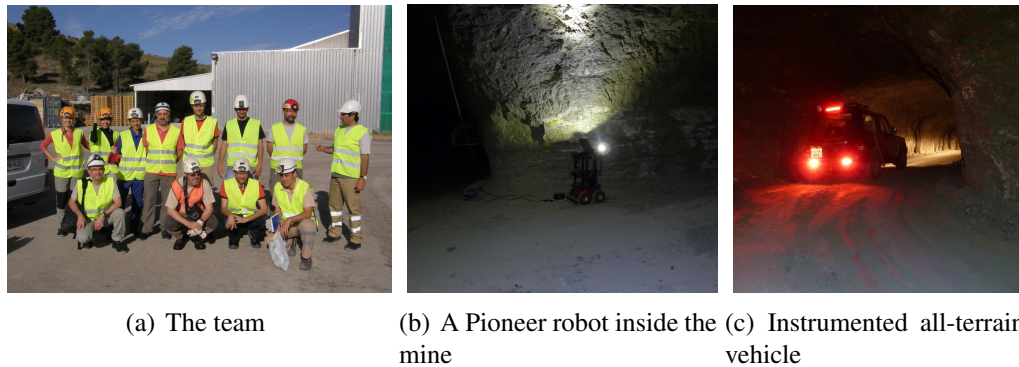 (a) The team
(b) A Pioneer robot inside the
mine
(c) Instrumented all-terrain
vehicle